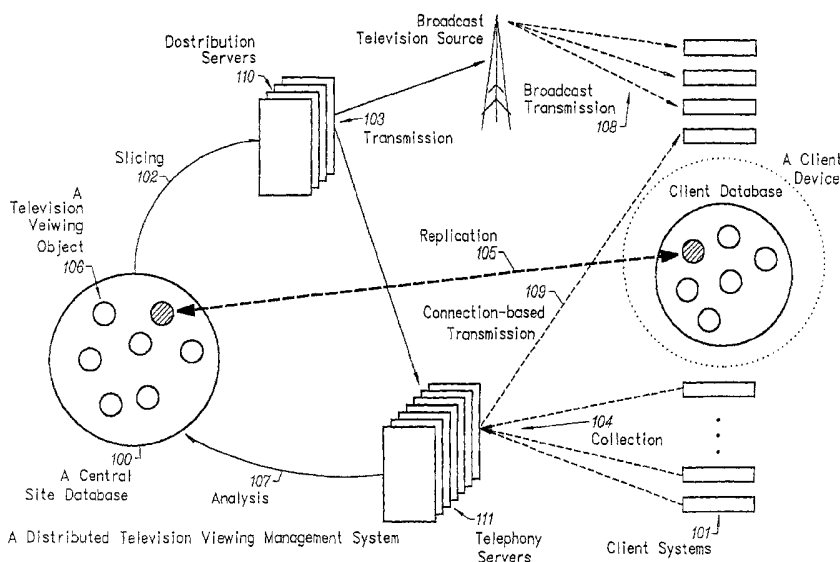 Broadcast
Television Source
Dostribution
Servers
110
103
Transmission
Broadcast
Transmission
108
Slicing
102
A
Television
Veiwing
Object
106
A Client
Device
Client Database
Replication
105
109
Connection-based
Transmission
104
Collection
100
A Central
Site Database
107
Analysis
111
Telephony
Servers
101
Client Systems
A Distributed Television Viewing Management System